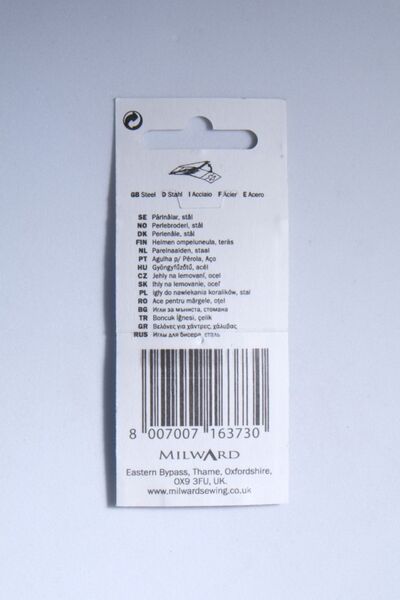 GB Steel D Stahl I Acciaio F Acier E Acero
SE Pärlnålar, stål
NO Perlebroderi, stål
DK Perlenåle, stål
FIN Helmen ompeluneula, teräs
NL Parelnaalden, staal
PT Agulha p/ Pérola, Aço
HU Gyöngyfűzőtű, acél
CZ Jehly na lemovaní, ocel
SK Ihly na lemovanie, oceľ
PL Igły do nawlekania koralików, stal
RO Ace pentru mărgele, oţel
BG Игли за мъниста, стомана
TR Boncuk İğnesi, çelik
GR Βελόνες για χάντρες, χάλυβας
RUS Иглы для бисера, сталь
8 007007 163730
MILWARD
Eastern Bypass, Thame, Oxfordshire,
OX9 3FU, UK.
www.milwardsewing.co.uk